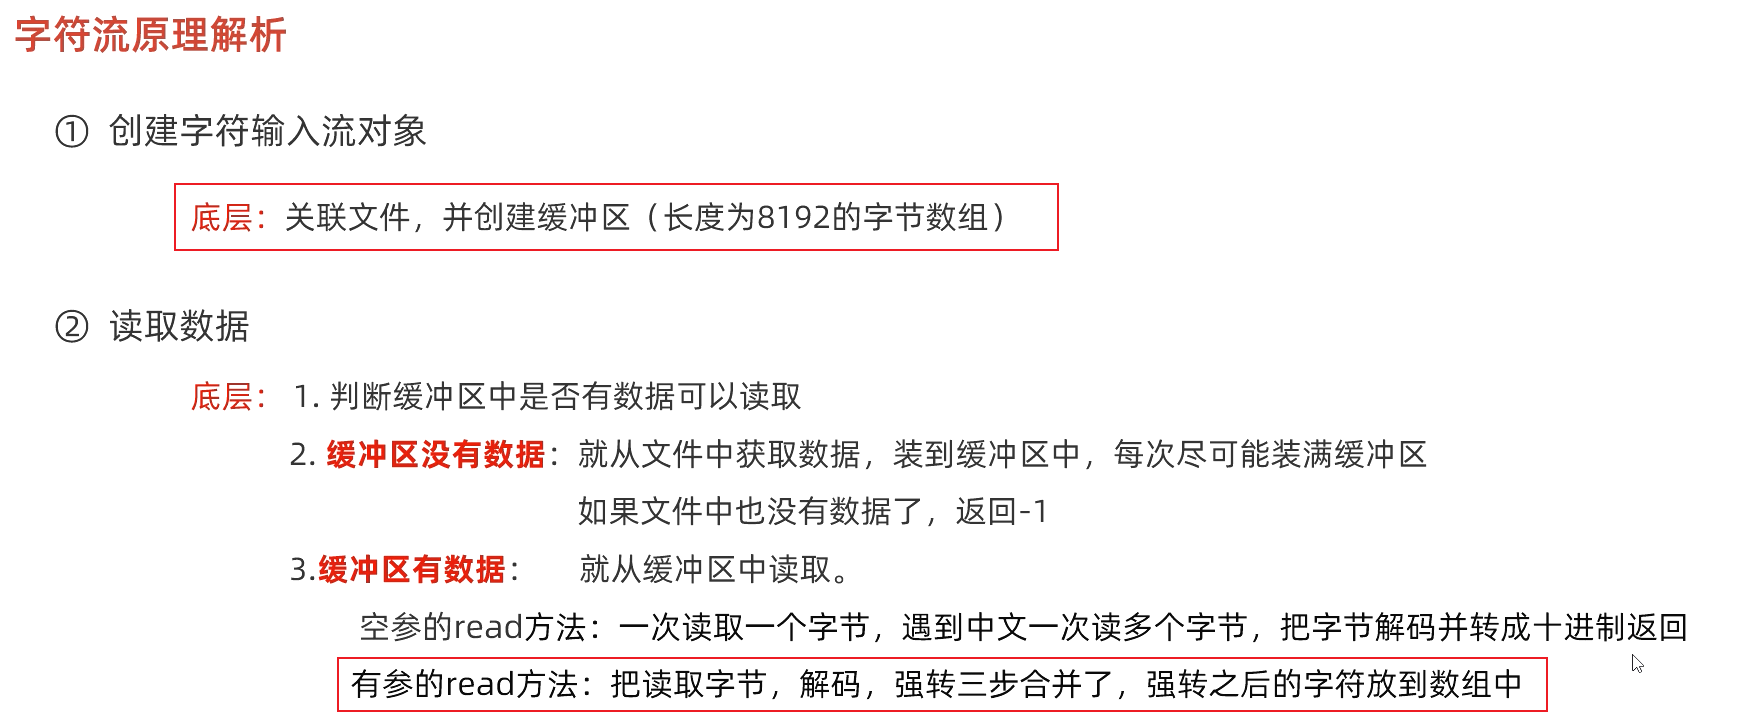 字符流原理解析
① 创建字符输入流对象
底层：关联文件，并创建缓冲区（长度为8192的字节数组）
② 读取数据
底层： 1. 判断缓冲区中是否有数据可以读取
2. 缓冲区没有数据：就从文件中获取数据，装到缓冲区中，每次尽可能装满缓冲区
如果文件中也没有数据了，返回-1
3.缓冲区有数据： 就从缓冲区中读取。
空参的read方法：一次读取一个字节，遇到中文一次读多个字节，把字节解码并转成十进制返回
有参的read方法：把读取字节，解码，强转三步合并了，强转之后的字符放到数组中